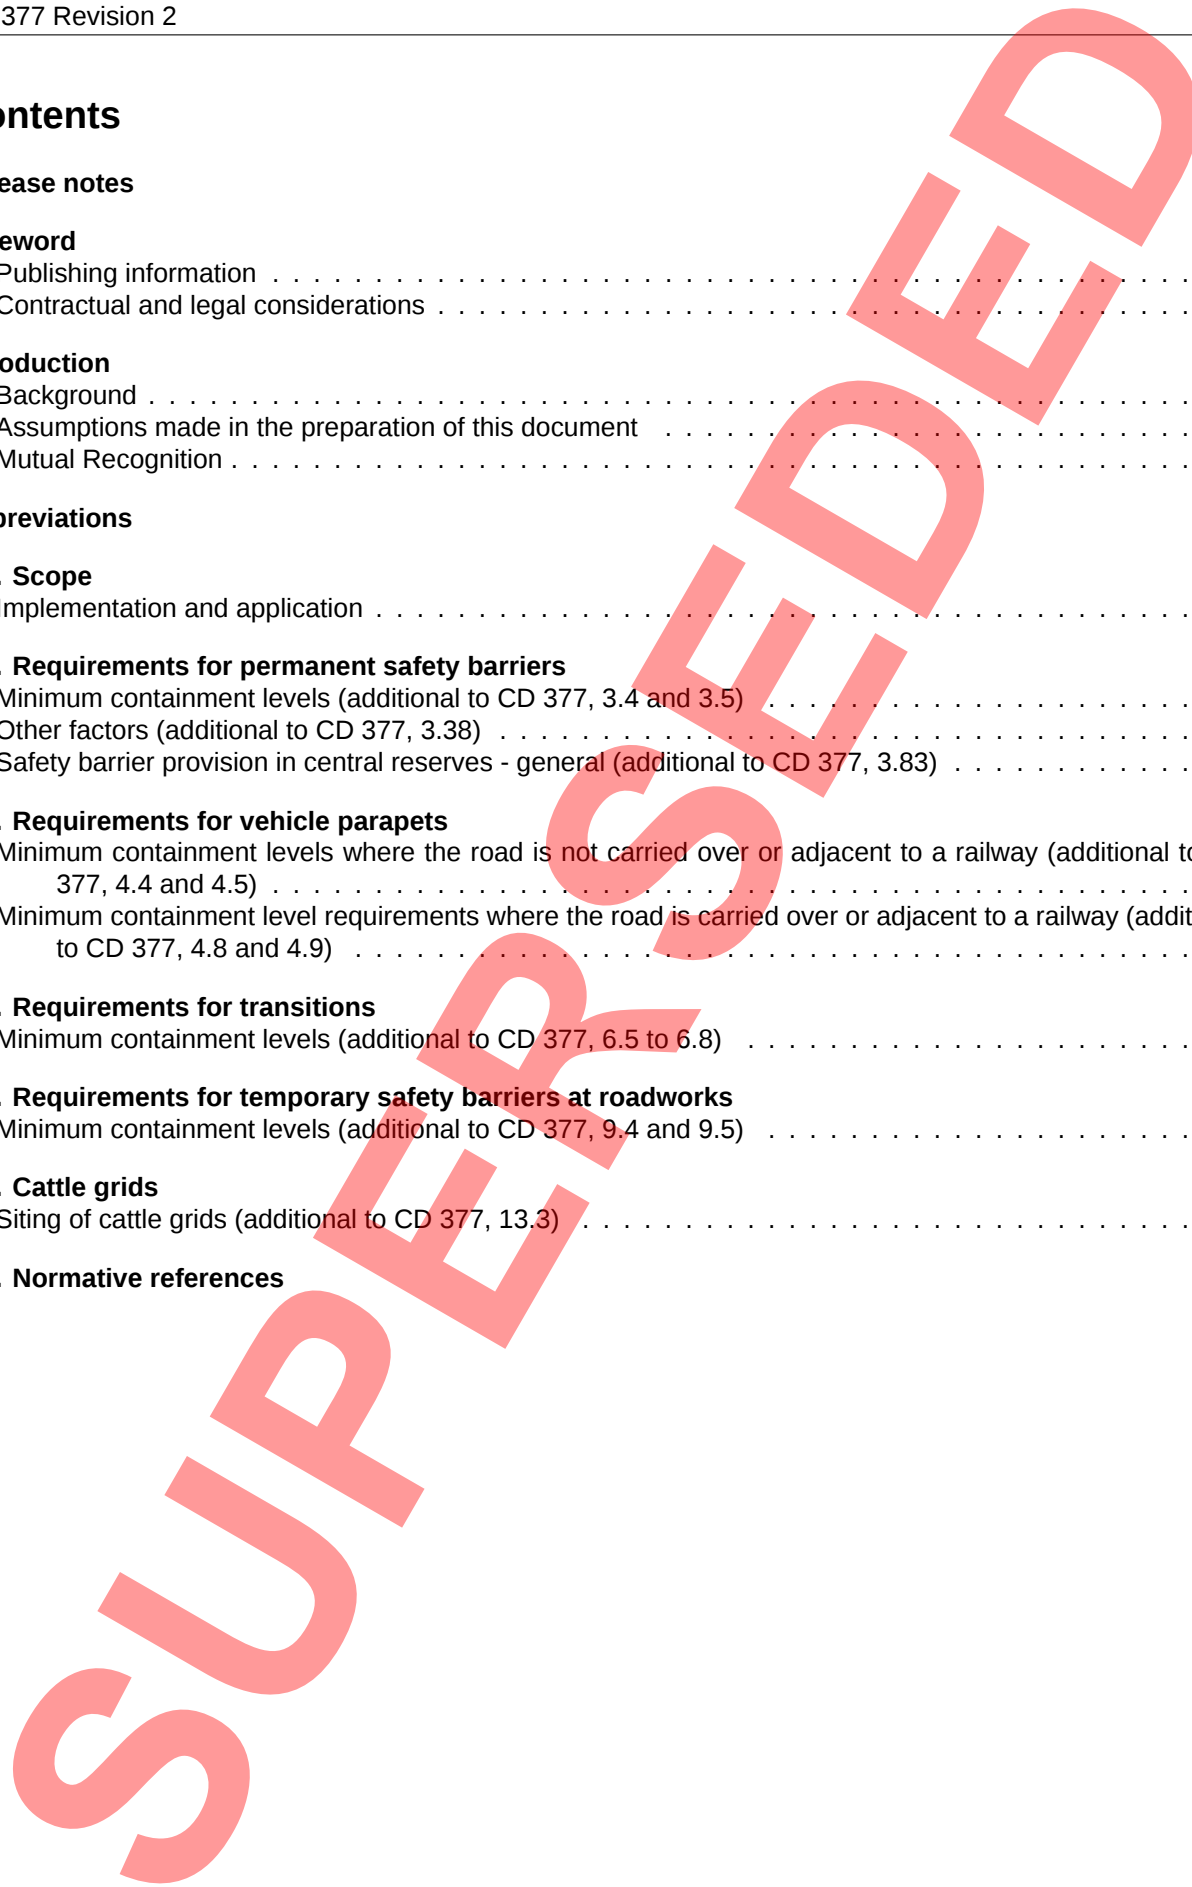 377 Revision 2
ontents
ease notes
eword
Publishing information . . . . . . . . . . . . . . . . . . . . . . . . . . . . . . . . . . . . . . . . . . . . .
Contractual and legal considerations . . . . . . . . . . . . . . . . . . . . . . . . . . . . . . . . . . . . .
oduction
Background . . . . . . . . . . . . . . . . . . . . . . . . . . . . . . . . . . . . . . . . . . . . . . . . . . .
Assumptions made in the preparation of this document . . . . . . . . . . . . . . . . . . . . . . . . . .
Mutual Recognition . . . . . . . . . . . . . . . . . . . . . . . . . . . . . . . . . . . . . . . . . . . . . . .
breviations
. Scope
Implementation and application . . . . . . . . . . . . . . . . . . . . . . . . . . . . . . . . . . . . . . . .
. Requirements for permanent safety barriers
Minimum containment levels (additional to CD 377, 3.4 and 3.5) . . . . . . . . . . . . . . . . . . . . .
Other factors (additional to CD 377, 3.38) . . . . . . . . . . . . . . . . . . . . . . . . . . . . . . . . . .
Safety barrier provision in central reserves - general (additional to CD 377, 3.83) . . . . . . . . . . . .
. Requirements for vehicle parapets
Minimum containment levels where the road is not carried over or adjacent to a railway (additional to
377, 4.4 and 4.5) . . . . . . . . . . . . . . . . . . . . . . . . . . . . . . . . . . . . . . . . . . . . .
Minimum containment level requirements where the road is carried over or adjacent to a railway (addit
to CD 377, 4.8 and 4.9) . . . . . . . . . . . . . . . . . . . . . . . . . . . . . . . . . . . . . . . . .
. Requirements for transitions
Minimum containment levels (additional to CD 377, 6.5 to 6.8) . . . . . . . . . . . . . . . . . . . . . .
. Requirements for temporary safety barriers at roadworks
Minimum containment levels (additional to CD 377, 9.4 and 9.5) . . . . . . . . . . . . . . . . . . . . .
. Cattle grids
Siting of cattle grids (additional to CD 377, 13.3) . . . . . . . . . . . . . . . . . . . . . . . . . . . . . .
. Normative references
SUPERSEDED